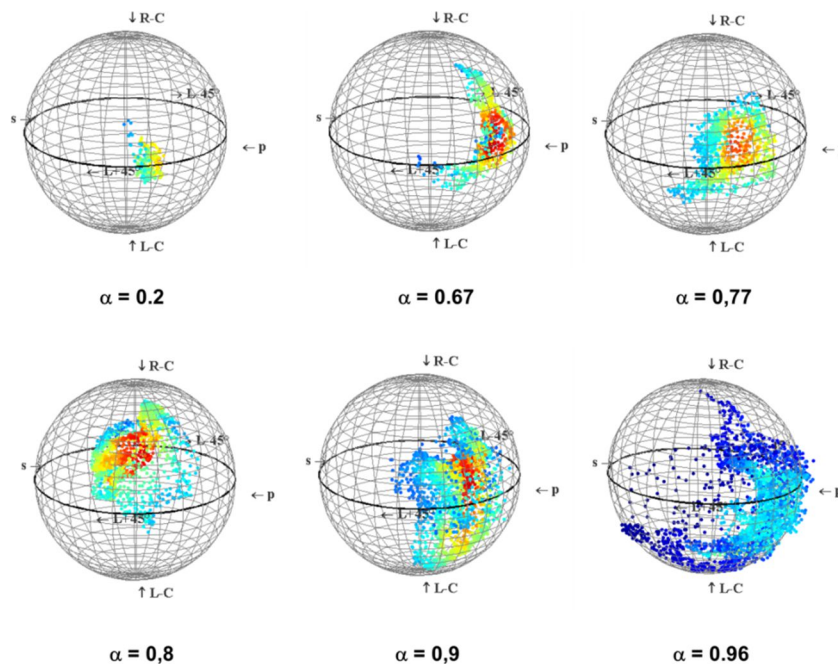 ↓ R-C
↓ R-C
↓ R-C
L-45°
L-45°
L-45°
s
s
s
← p
← p
←
← L+45°
← L+45°
← L+45°
↑ L-C
↑ L-C
↑ L-C
α = 0.2
α = 0.67
α = 0,77
↓ R-C
↓ R-C
↓ R-C
L-45°
L-45°
s
s
s
← p
← p
←
← L+45°
← L+45°
↑ L-C
↑ L-C
↑ L-C
α = 0,8
α = 0,9
α = 0.96